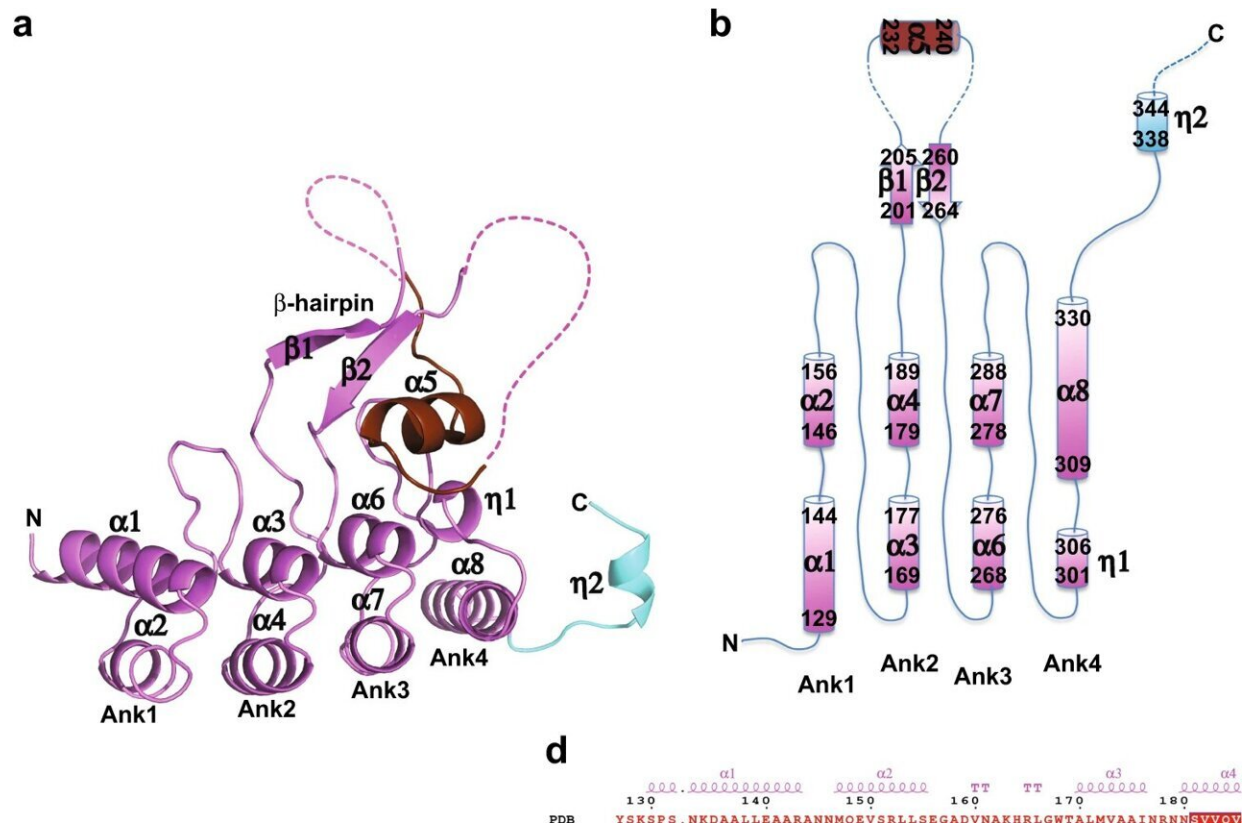 a
β-hairpin
β1
β2
α5
N
α1
α3
α6
η1
C
α2
α4
α7
α8
η2
Ank1
Ank2
Ank3
Ank4
b
232
α5
240
C
344
η2
338
205
260
β1
β2
201
264
330
156
189
288
α2
α4
α7
α8
146
179
278
309
144
177
276
306
α1
α3
α6
η1
169
268
301
129
N
Ank1
Ank2
Ank3
Ank4
d
α1 α2 TT TT α3 α4
130 140 150 160 170 180
PDB YSKSPS.NKDAALLEAARANNMQEVSRLLSEGADVNAKHRLGWTALMVAAINRNNSVVQV